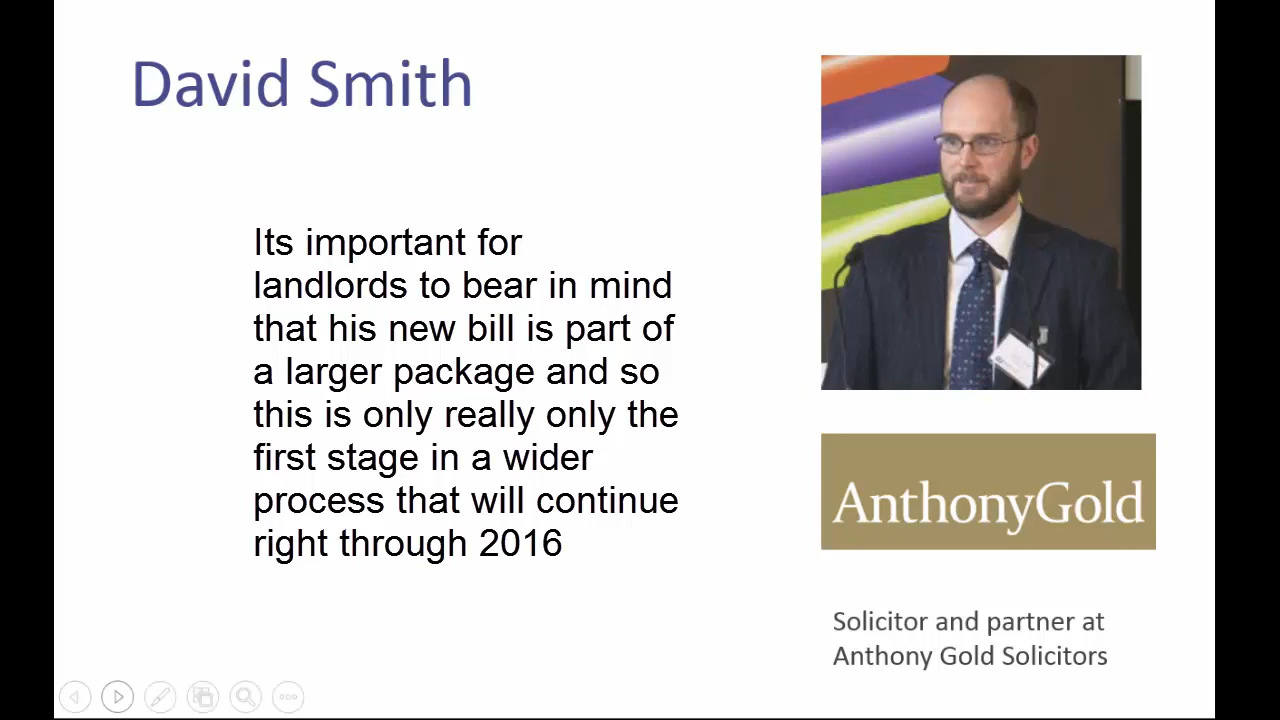 David Smith
Its important for
landlords to bear in mind
that his new bill is part of
a larger package and so
this is only really only the
first stage in a wider
process that will continue
right through 2016
AnthonyGold
Solicitor and partner at
Anthony Gold Solicitors